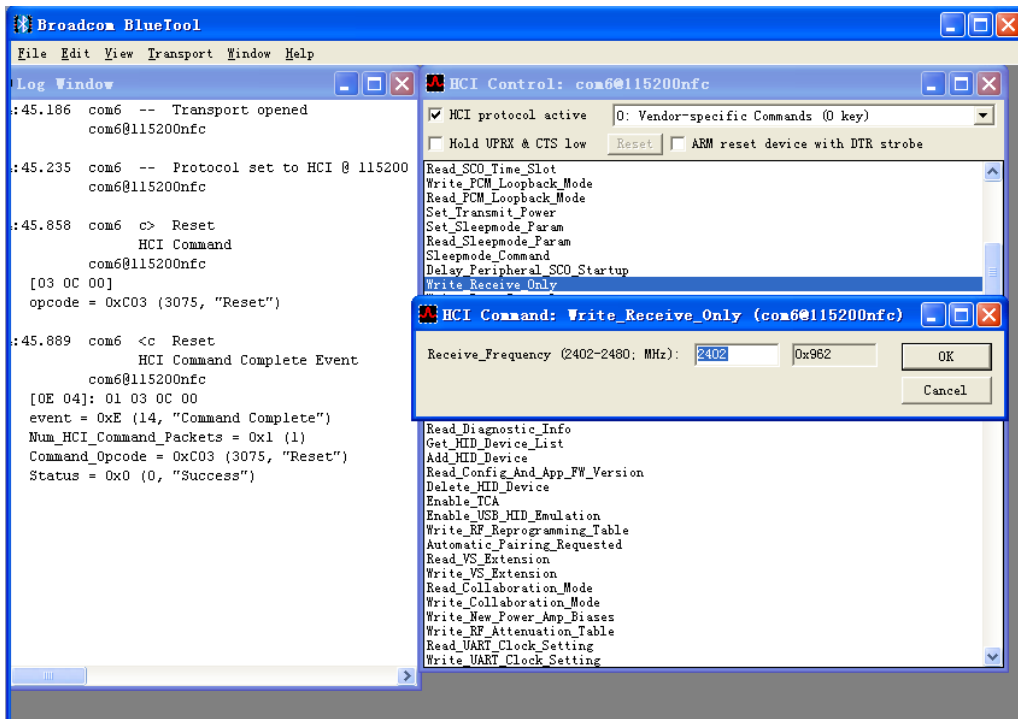 Broadcom BlueTool
File Edit View Transport Window Help
Log Window
:45.186 com6 -- Transport opened
com6@115200nfc
:45.235 com6 -- Protocol set to HCI @ 115200
com6@115200nfc
:45.858 com6 c> Reset
HCI Command
com6@115200nfc
[03 0C 00]
opcode = 0xC03 (3075, "Reset")
:45.889 com6 <c Reset
HCI Command Complete Event
com6@115200nfc
[0E 04]: 01 03 0C 00
event = 0xE (14, "Command Complete")
Num_HCI_Command_Packets = 0x1 (1)
Command_Opcode = 0xC03 (3075, "Reset")
Status = 0x0 (0, "Success")
HCI Control: com6@115200nfc
HCI protocol active 0: Vendor-specific Commands (0 key)
Hold UPRX & CTS low Reset ARM reset device with DTR strobe
Read_SCO_Time_Slot
Write_PCM_Loopback_Mode
Read_PCM_Loopback_Mode
Set_Transmit_Power
Set_Sleepmode_Param
Read_Sleepmode_Param
Sleepmode_Command
Delay_Peripheral_SCO_Startup
Write_Receive_Only
HCI Command: Write_Receive_Only (com6@115200nfc)
Receive_Frequency (2402-2480; MHz): 2402 0x962 OK
Cancel
Read_Diagnostic_Info
Get_HID_Device_List
Add_HID_Device
Read_Config_And_App_FW_Version
Delete_HID_Device
Enable_TCA
Enable_USB_HID_Emulation
Write_RF_Reprogramming_Table
Automatic_Pairing_Requested
Read_VS_Extension
Write_VS_Extension
Read_Collaboration_Mode
Write_Collaboration_Mode
Write_New_Power_Amp_Biases
Write_RF_Attenuation_Table
Read_UART_Clock_Setting
Write_UART_Clock_Setting